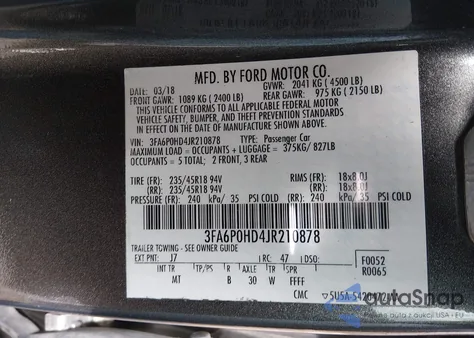 MFD. BY FORD MOTOR CO.
DATE: 03/18 GVWR: 2041 KG ( 4500 LB)
FRONT GAWR: 1089 KG ( 2400 LB) REAR GAWR: 975 KG ( 2150 LB)
THIS VEHICLE CONFORMS TO ALL APPLICABLE FEDERAL MOTOR
VEHICLE SAFETY, BUMPER, AND THEFT PREVENTION STANDARDS
IN EFFECT ON THE DATE OF MANUFACTURE SHOWN ABOVE.
VIN: 3FA6P0HD4JR210878 TYPE: Passenger Car
MAXIMUM LOAD = OCCUPANTS + LUGGAGE = 375KG/ 827LB
OCCUPANTS = 5 TOTAL; 2 FRONT, 3 REAR
TIRE (FR): 235/45R18 94V RIMS (FR): 18x8.0J
(RR): 235/45R18 94V (RR): 18x8.0J
PRESSURE (FR): 240 kPa/ 35 PSI COLD (RR): 240 kPa/ 35 PSI COLD
3FA6P0HD4JR210878
TRAILER TOWING - SEE OWNER GUIDE
EXT PNT: J7 RC: 47 DSO: F0052
R0065
INT TR TP/PS R AXLE TR SPR
MT B 30 W FFFF
CMC
autoSnap